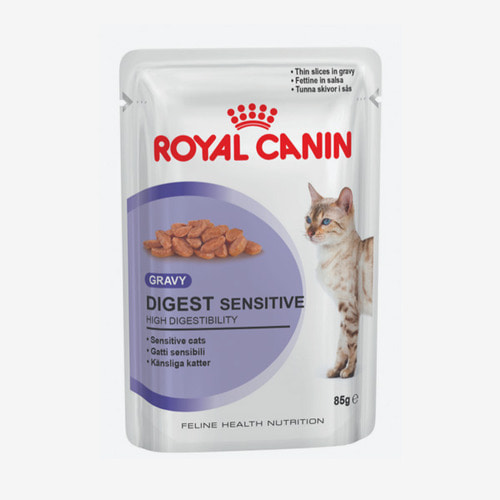 • Thin slices in gravy
• Fettine in salsa
• Tunna skivor i sås
ROYAL CANIN
GRAVY
DIGEST SENSITIVE
HIGH DIGESTIBILITY
• Sensitive cats
• Gatti sensibili
• Känsliga katter
85g ℮
FELINE HEALTH NUTRITION